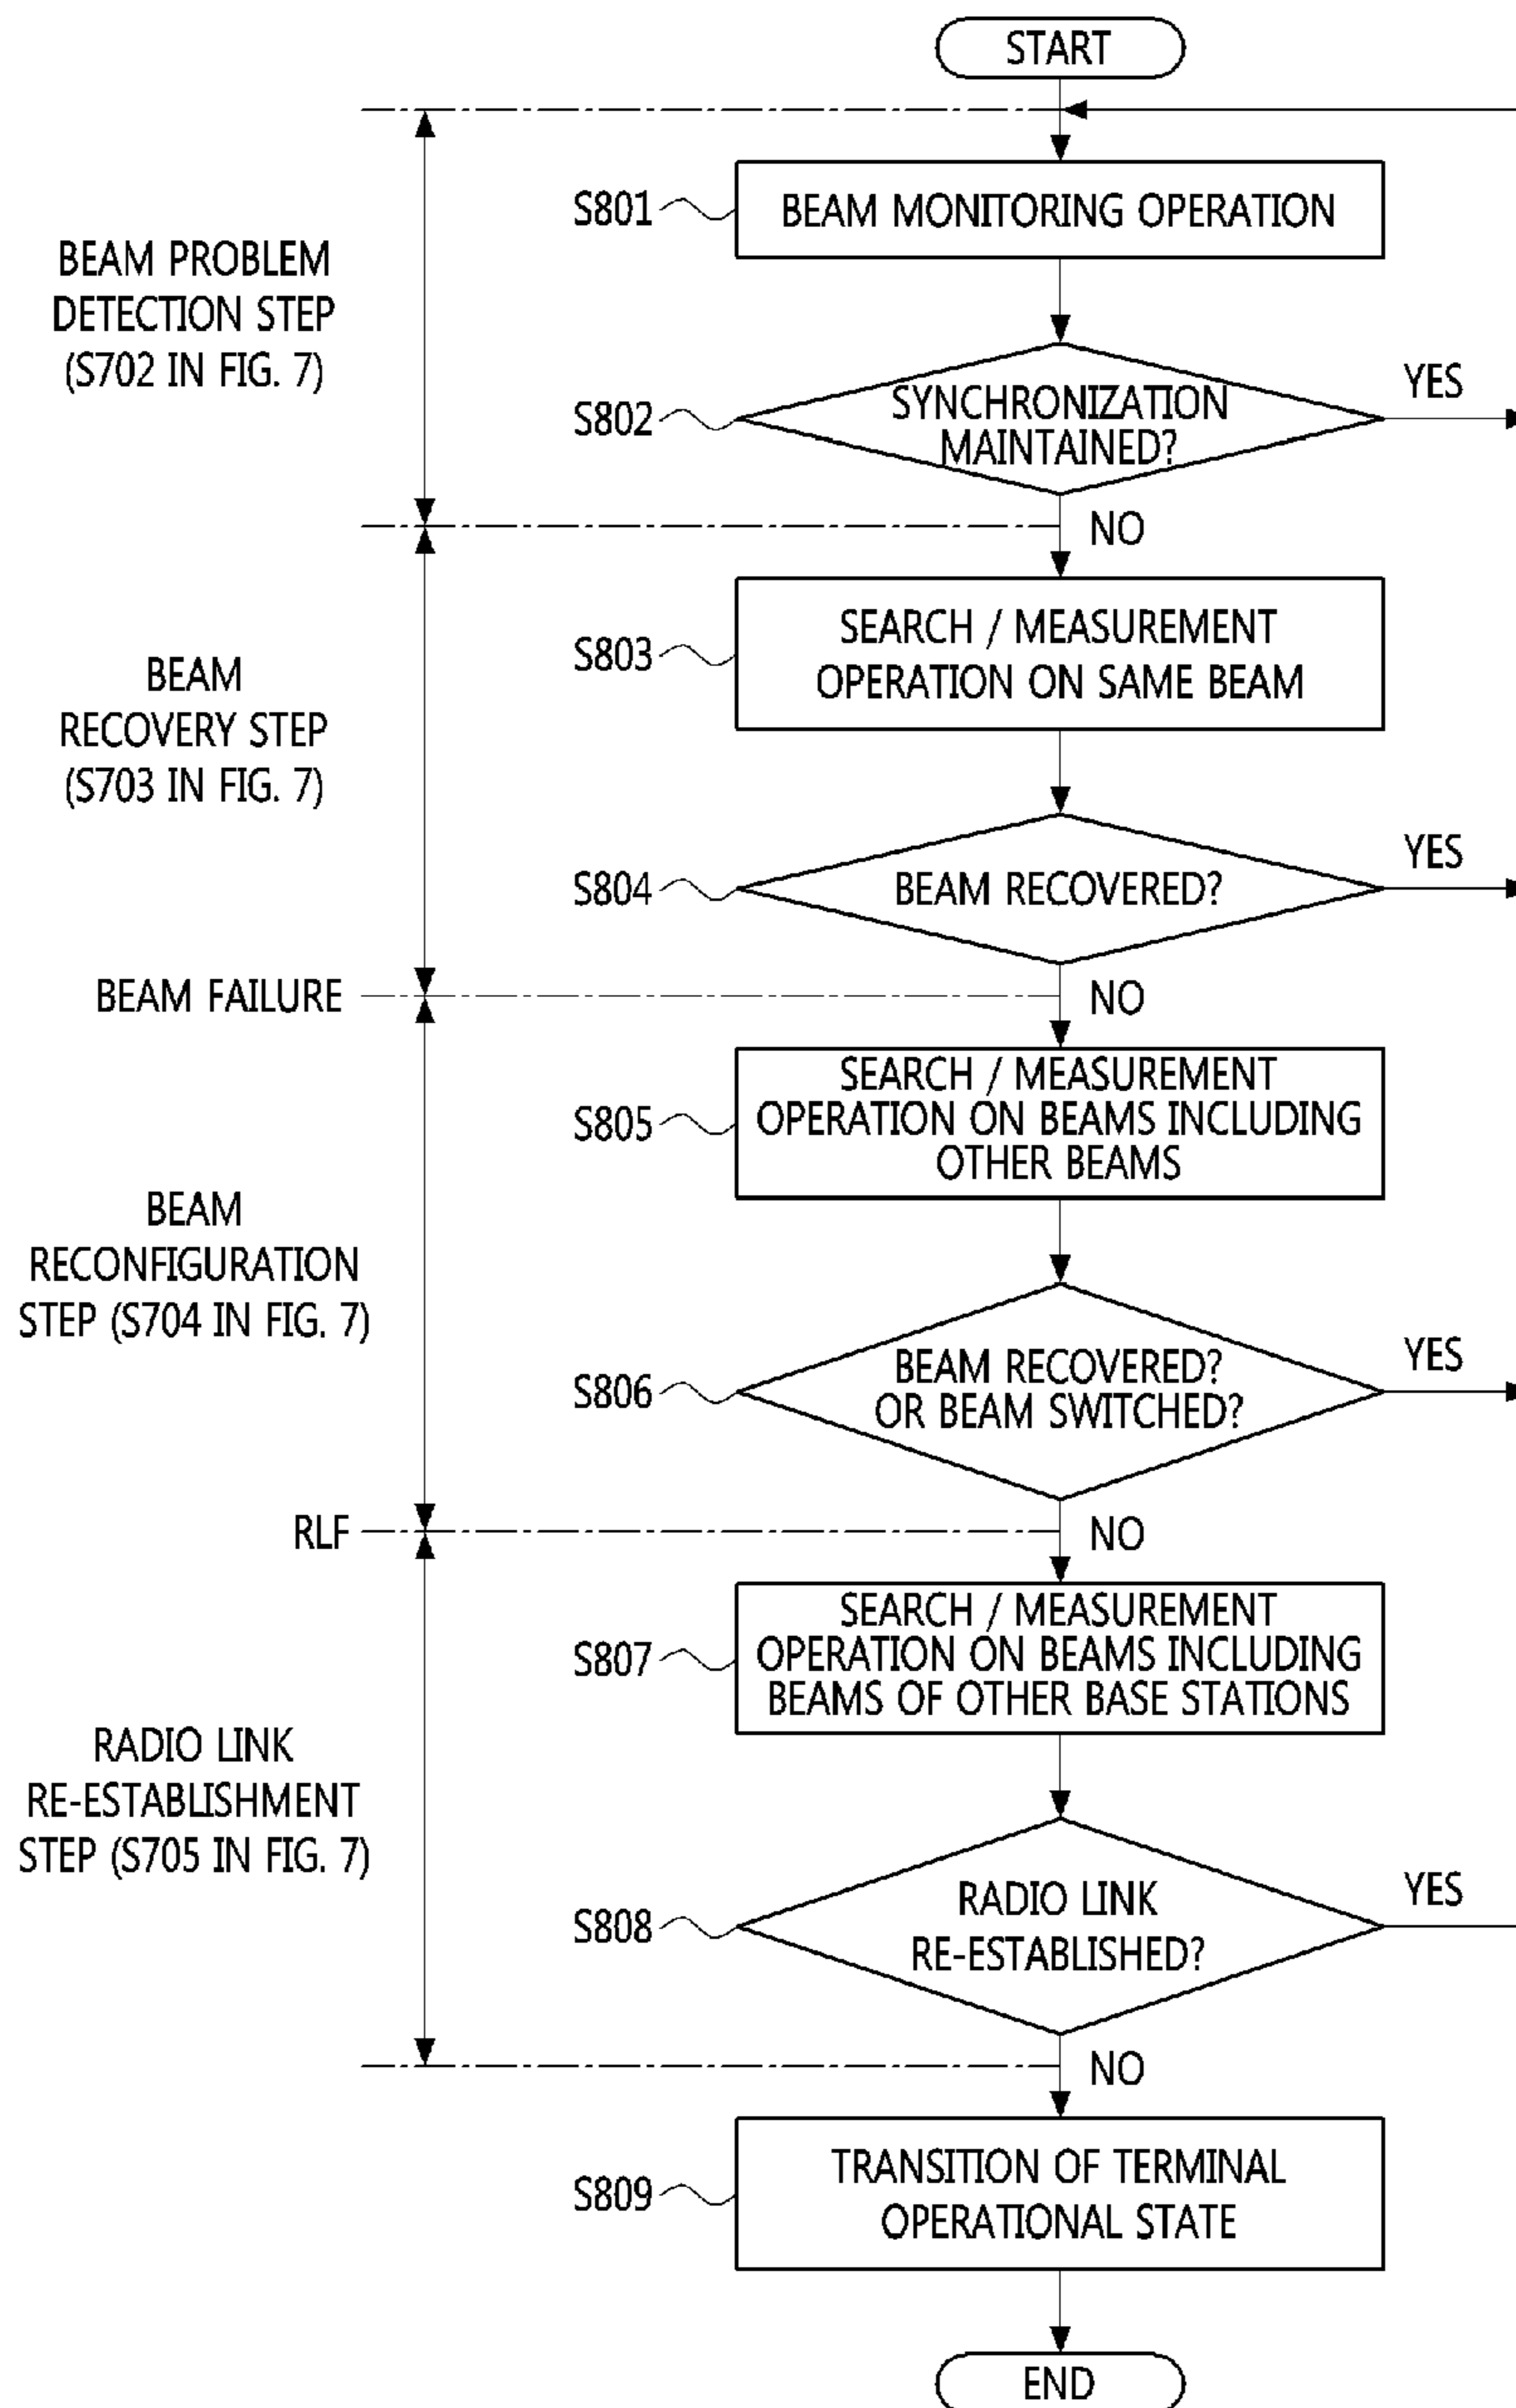 START
S801
BEAM MONITORING OPERATION
BEAM PROBLEM
DETECTION STEP
(S702 IN FIG. 7)
S802
SYNCHRONIZATION
MAINTAINED?
YES
NO
S803
SEARCH / MEASUREMENT
OPERATION ON SAME BEAM
BEAM
RECOVERY STEP
(S703 IN FIG. 7)
S804
BEAM RECOVERED?
YES
BEAM FAILURE
NO
S805
SEARCH / MEASUREMENT
OPERATION ON BEAMS INCLUDING
OTHER BEAMS
BEAM
RECONFIGURATION
STEP (S704 IN FIG. 7)
S806
BEAM RECOVERED?
OR BEAM SWITCHED?
YES
RLF
NO
S807
SEARCH / MEASUREMENT
OPERATION ON BEAMS INCLUDING
BEAMS OF OTHER BASE STATIONS
RADIO LINK
RE-ESTABLISHMENT
STEP (S705 IN FIG. 7)
S808
RADIO LINK
RE-ESTABLISHED?
YES
NO
S809
TRANSITION OF TERMINAL
OPERATIONAL STATE
END